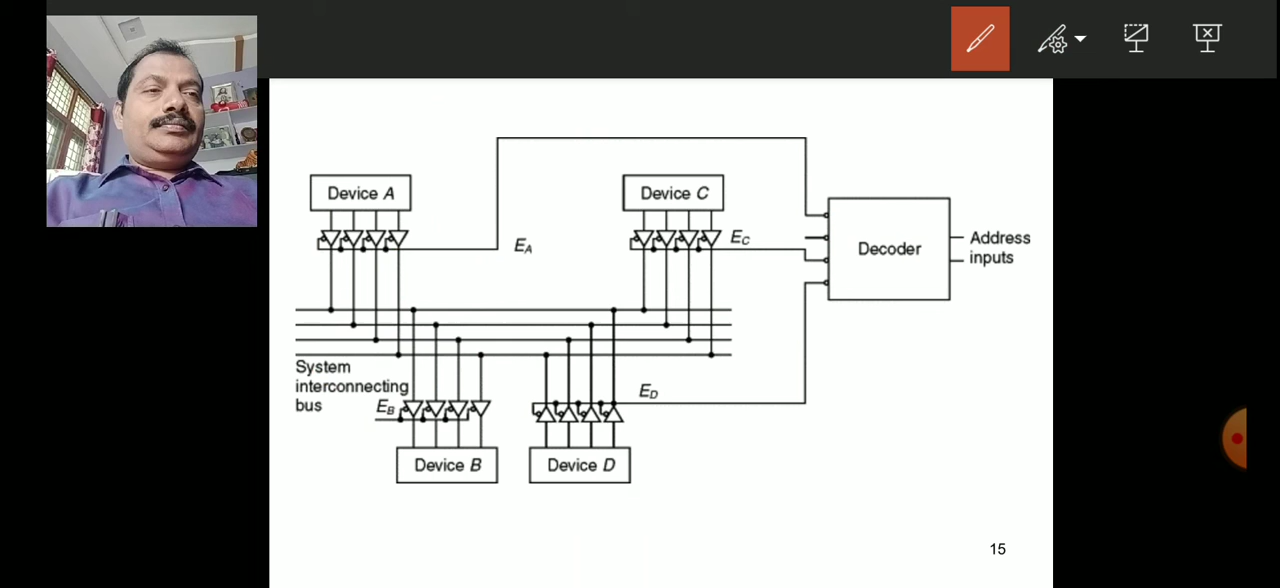 Device A
Device C
E_A
E_C
Decoder
Address
inputs
System
interconnecting
bus
E_B
E_D
Device B
Device D
15